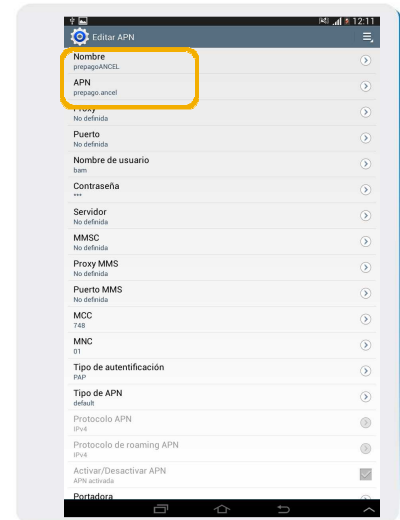 12:11
Editar APN
Nombre
prepagoANCEL
APN
prepago.ancel
Proxy
No definida
Puerto
No definida
Nombre de usuario
bam
Contraseña
***
Servidor
No definida
MMSC
No definida
Proxy MMS
No definida
Puerto MMS
No definida
MCC
748
MNC
01
Tipo de autentificación
PAP
Tipo de APN
default
Protocolo APN
IPv4
Protocolo de roaming APN
IPv4
Activar/Desactivar APN
APN activada
Portadora